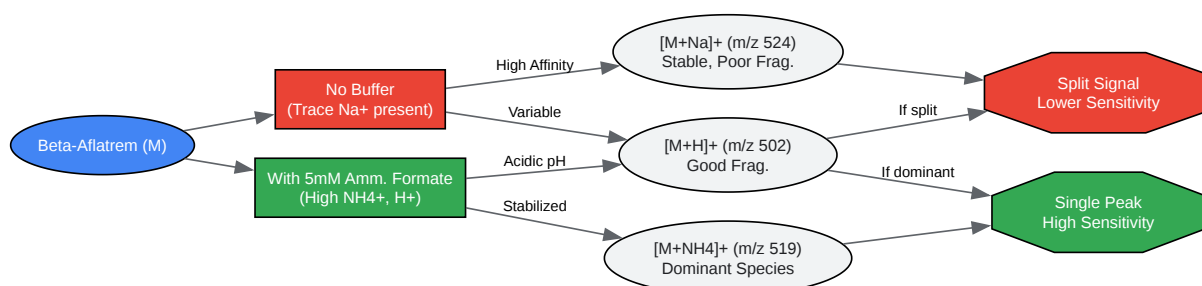 Beta-Aflatrem (M)
No Buffer
(Trace Na+ present)
With 5mM Amm. Formate
(High NH4+, H+)
High Affinity
Variable
Acidic pH
Stabilized
[M+Na]+ (m/z 524)
Stable, Poor Frag.
[M+H]+ (m/z 502)
Good Frag.
[M+NH4]+ (m/z 519)
Dominant Species
If split
If dominant
Split Signal
Lower Sensitivity
Single Peak
High Sensitivity